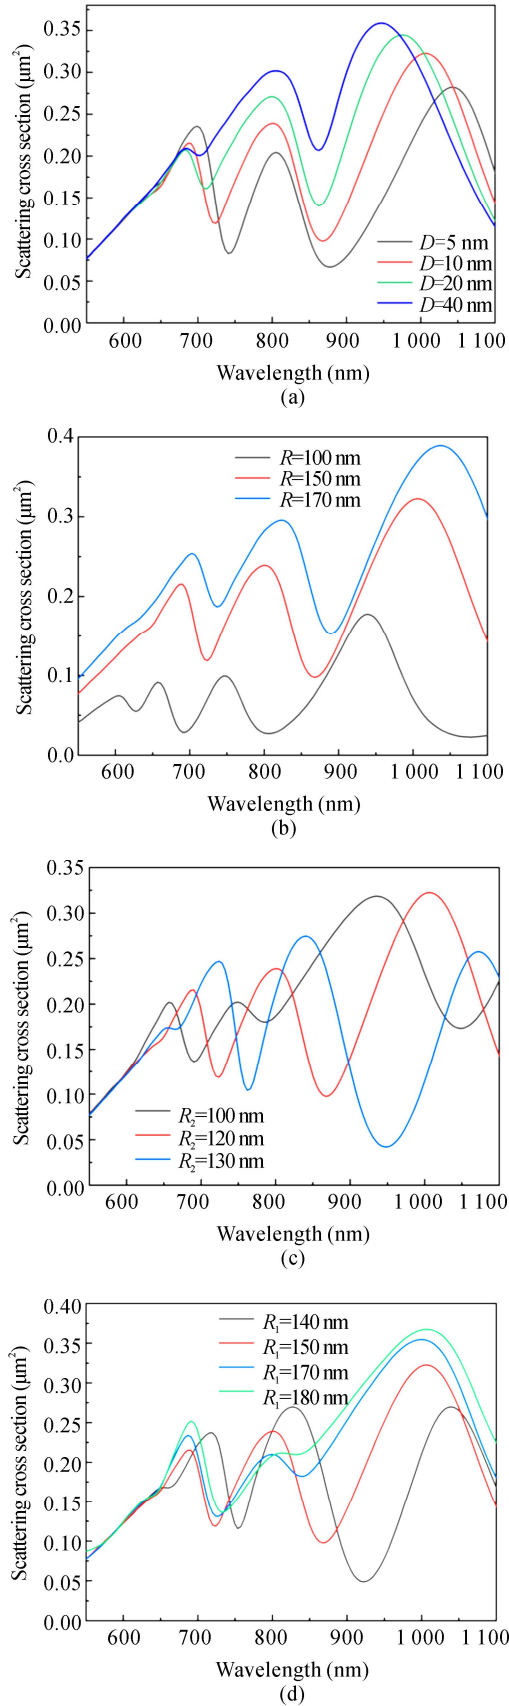 0.35
0.30
0.25
0.20
0.15
0.10
0.05
0.00
Scattering cross section (μm²)
D=5 nm
D=10 nm
D=20 nm
D=40 nm
600 700 800 900 1 000 1 100
Wavelength (nm)
(a)
0.4
0.3
0.2
0.1
0.0
Scattering cross section (μm²)
R=100 nm
R=150 nm
R=170 nm
600 700 800 900 1 000 1 100
Wavelength (nm)
(b)
0.35
0.30
0.25
0.20
0.15
0.10
0.05
0.00
Scattering cross section (μm²)
R₂=100 nm
R₂=120 nm
R₂=130 nm
600 700 800 900 1 000 1 100
Wavelength (nm)
(c)
0.40
0.35
0.30
0.25
0.20
0.15
0.10
0.05
0.00
Scattering cross section (μm²)
R₁=140 nm
R₁=150 nm
R₁=170 nm
R₁=180 nm
600 700 800 900 1 000 1 100
Wavelength (nm)
(d)